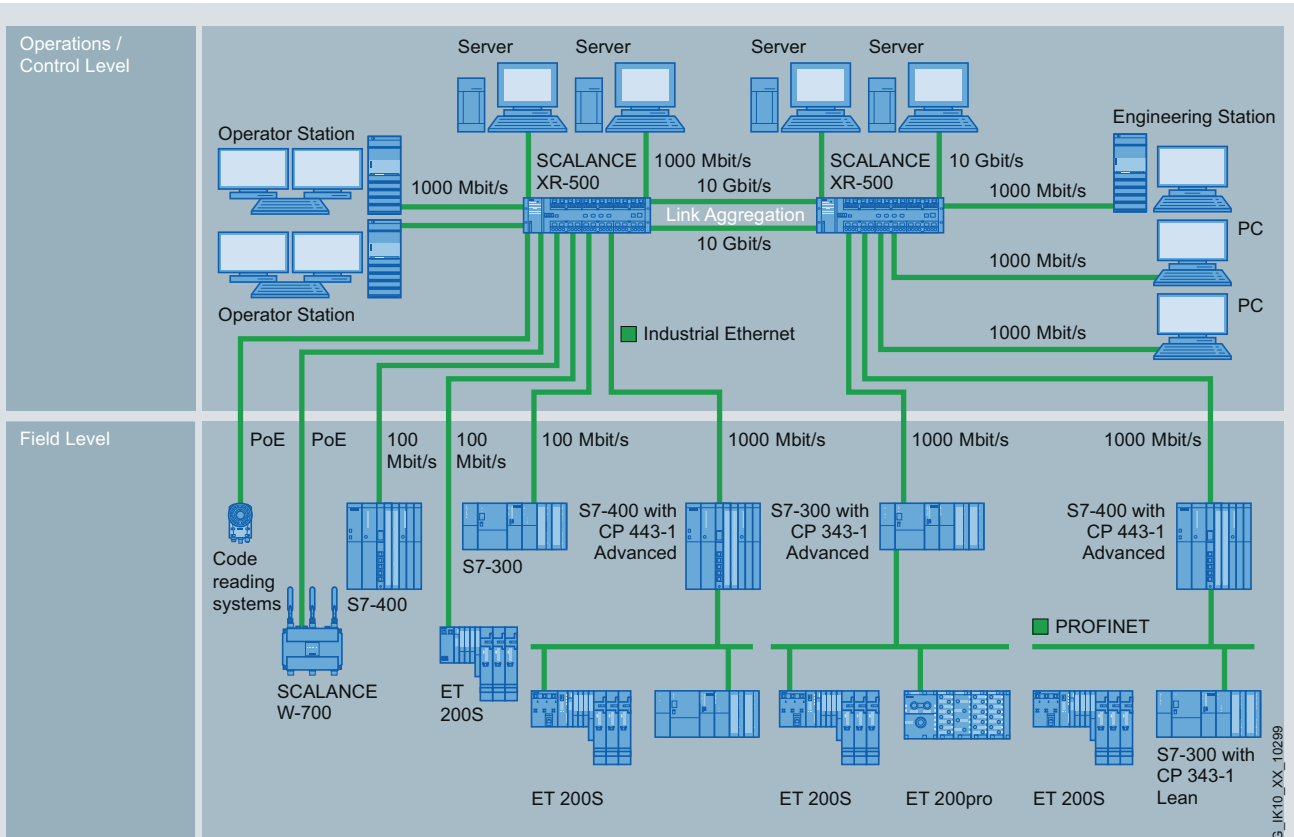 Operations /
Control Level
Server
Server
Server
Server
Operator Station
Engineering Station
SCALANCE
XR-500
1000 Mbit/s
SCALANCE
XR-500
10 Gbit/s
1000 Mbit/s
10 Gbit/s
1000 Mbit/s
Link Aggregation
10 Gbit/s
PC
1000 Mbit/s
Operator Station
PC
Industrial Ethernet
1000 Mbit/s
Field Level
PoE
PoE
100
Mbit/s
100
Mbit/s
100 Mbit/s
1000 Mbit/s
1000 Mbit/s
1000 Mbit/s
Code
reading
systems
S7-400
S7-300
S7-400 with
CP 443-1
Advanced
S7-300 with
CP 343-1
Advanced
S7-400 with
CP 443-1
Advanced
PROFINET
SCALANCE
W-700
ET
200S
ET 200S
ET 200S
ET 200pro
ET 200S
S7-300 with
CP 343-1
Lean
G_IK10_XX_10299